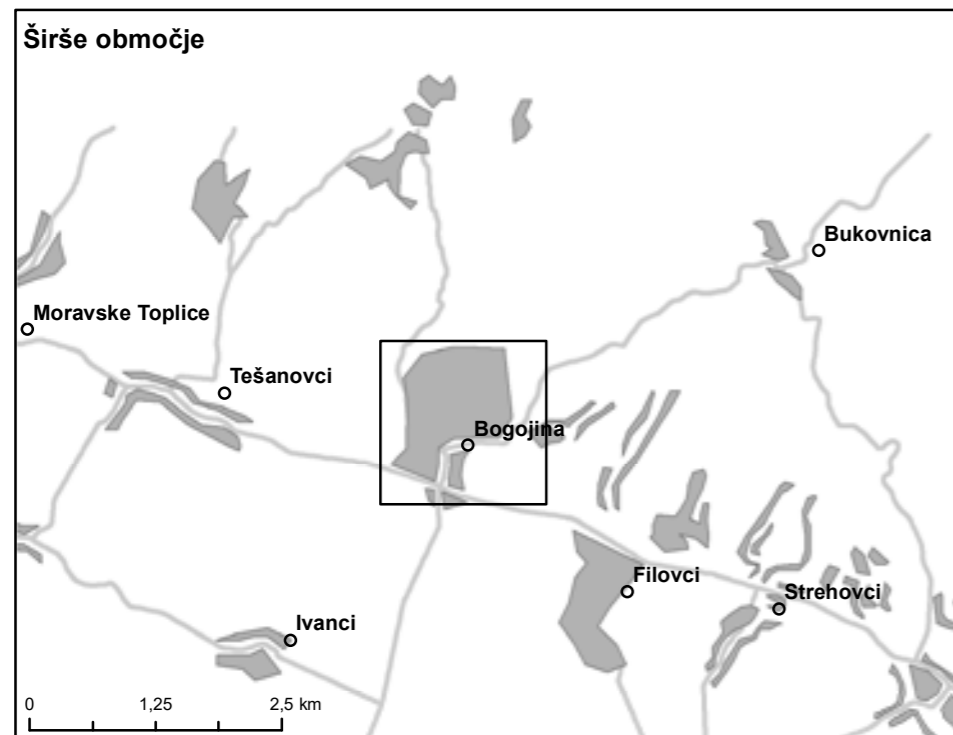 Širše območje
Bukovnica
Moravske Toplice
Tešanovci
Bogojina
Filovci
Strehovci
Ivanci
0 1,25 2,5 km